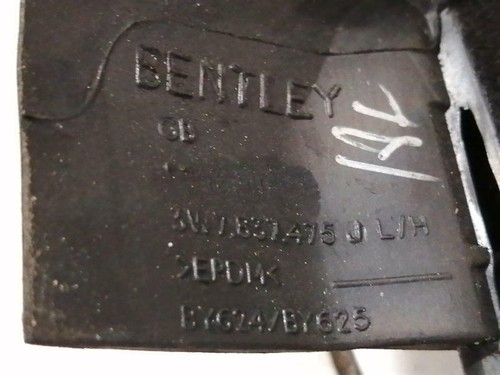 BENTLEY
GB
3W7.837.475 J L/H
>EPDM<
BY624/BY625